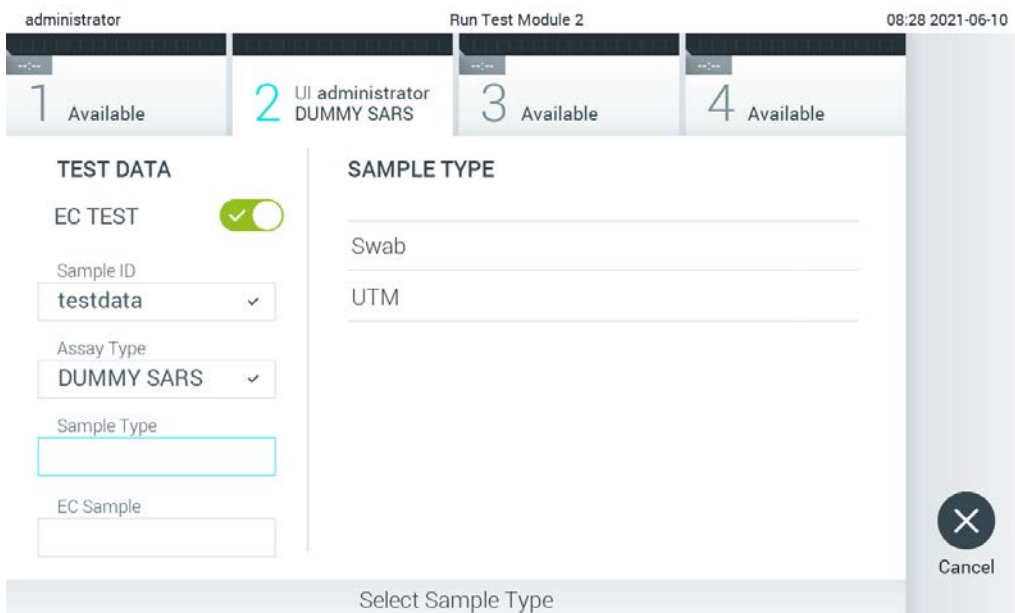 administrator Run Test Module 2 08:28 2021-06-10
--:-- --:-- --:--
1 Available
2 UI administrator
DUMMY SARS
3 Available
4 Available
TEST DATA
EC TEST
Sample ID
testdata
Assay Type
DUMMY SARS
Sample Type
EC Sample
SAMPLE TYPE
Swab
UTM
Cancel
Select Sample Type